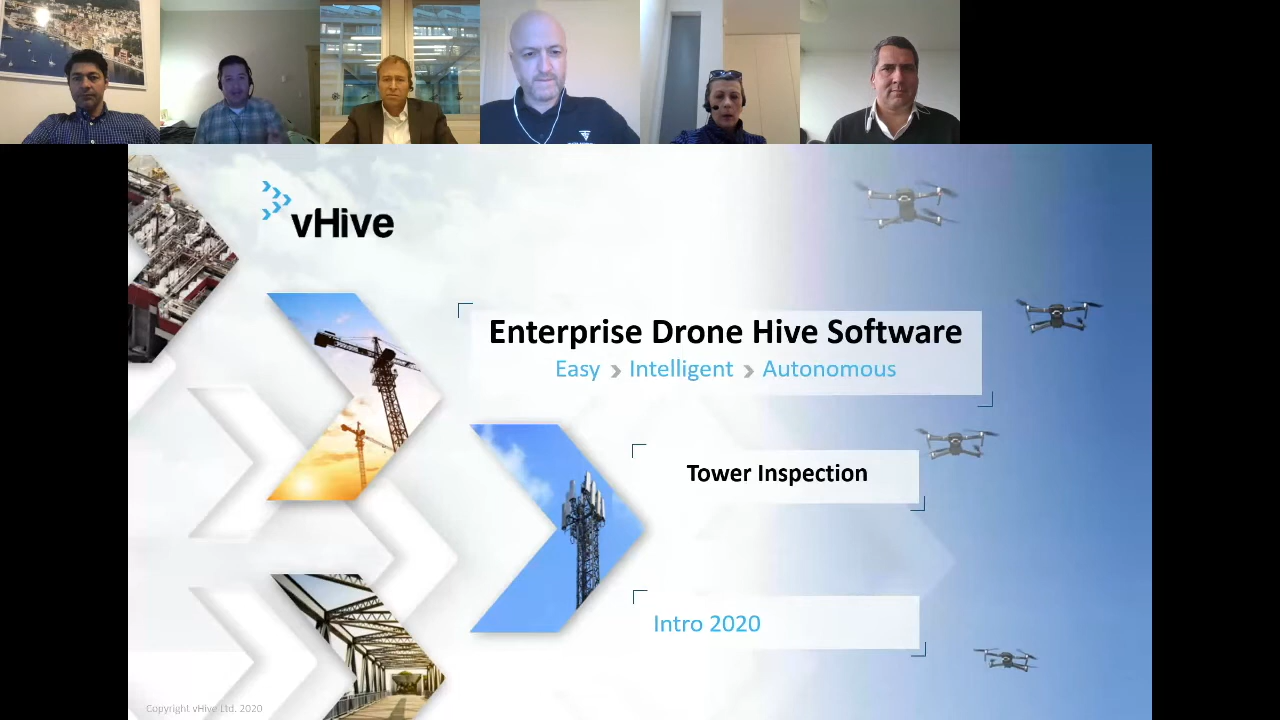 vHive
Enterprise Drone Hive Software
Easy > Intelligent > Autonomous
Tower Inspection
Intro 2020
Copyright vHive Ltd. 2020